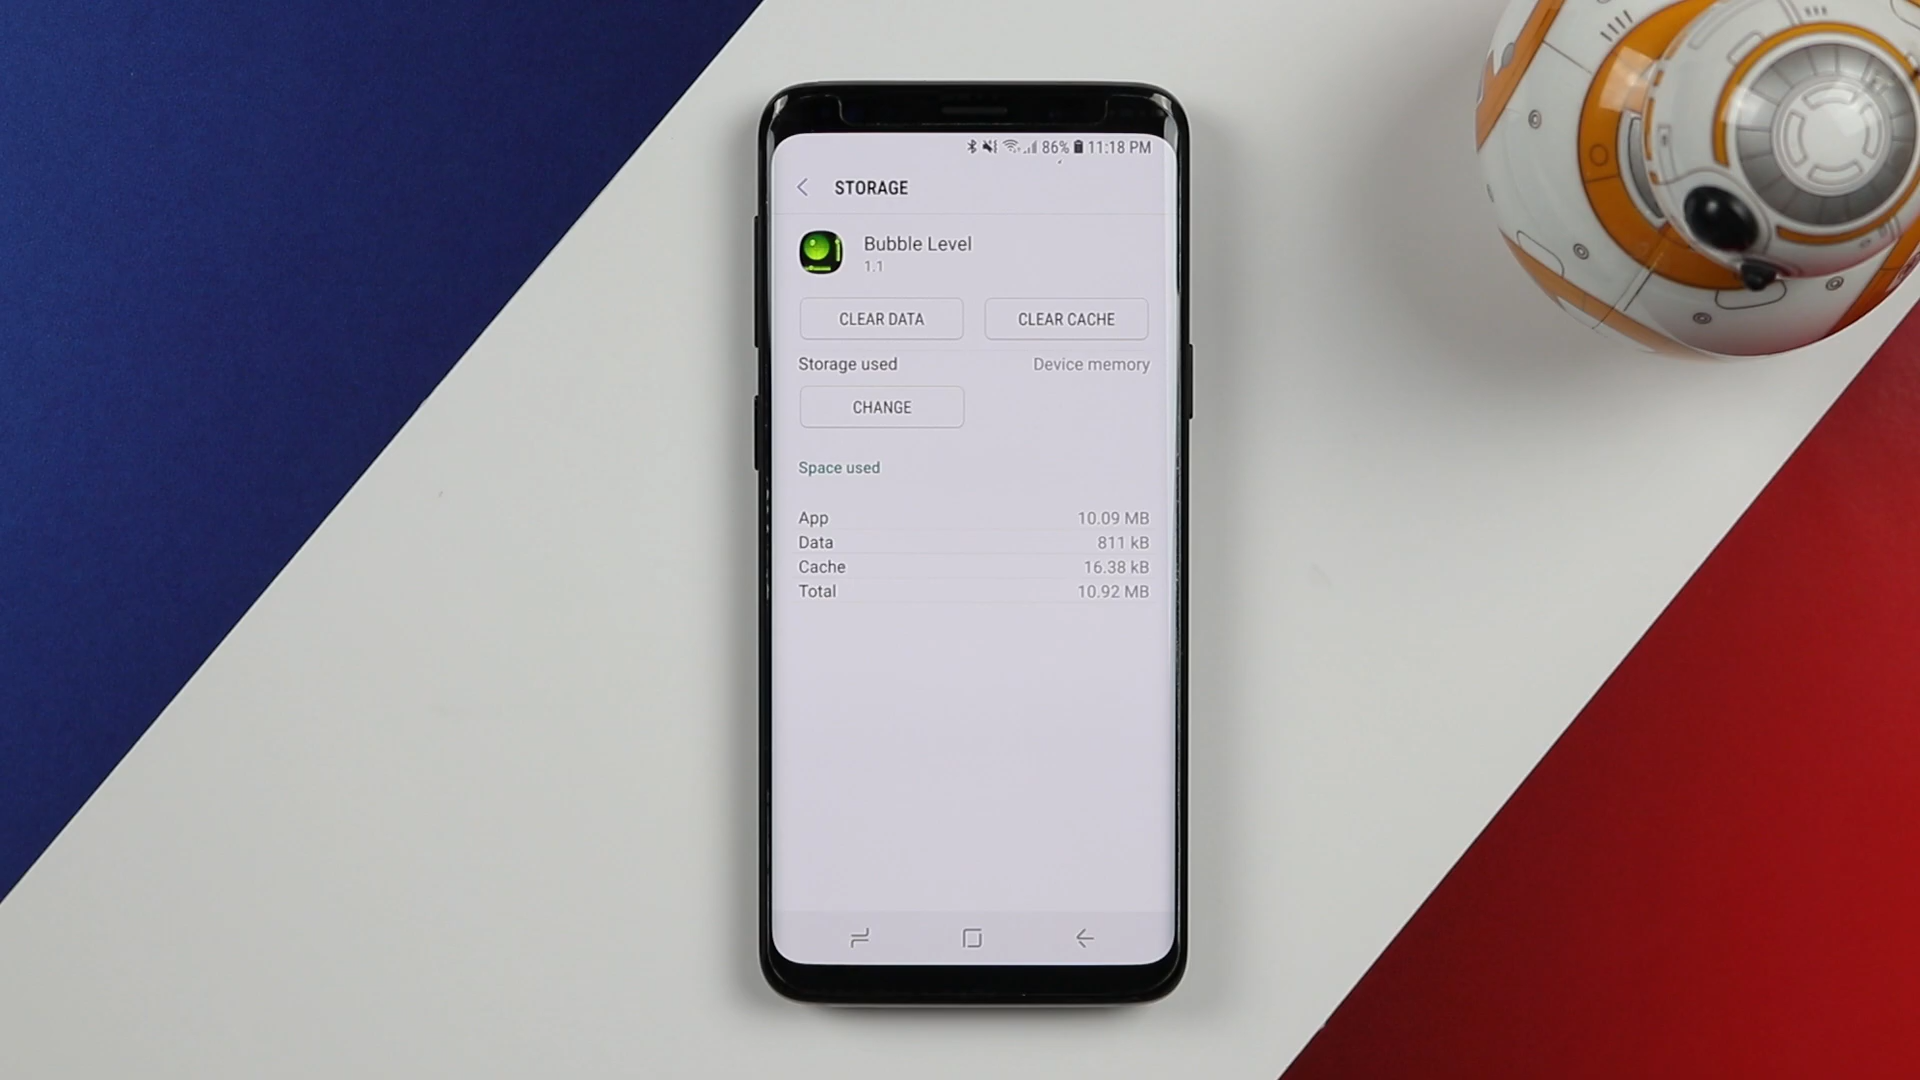 86% 11:18 PM
STORAGE
Bubble Level
1.1
CLEAR DATA CLEAR CACHE
Storage used Device memory
CHANGE
Space used
App 10.09 MB
Data 811 kB
Cache 16.38 kB
Total 10.92 MB